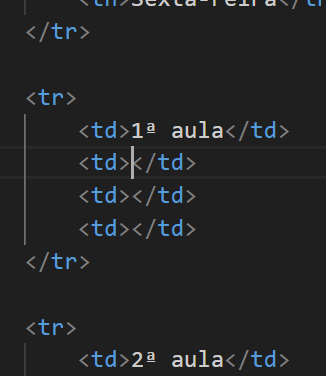 <th>Sexta-feira</th>
</tr>
<tr>
<td>1ª aula</td>
<td></td>
<td></td>
<td></td>
</tr>
<tr>
<td>2ª aula</td>